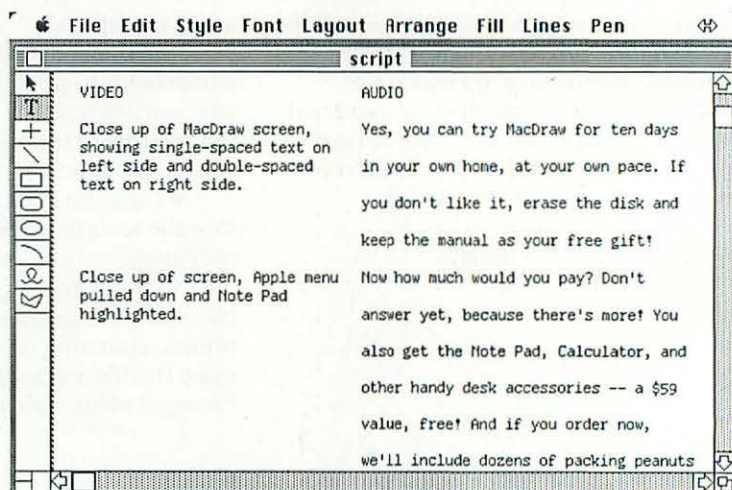 File Edit Style Font Layout Arrange Fill Lines Pen
script
T
VIDEO
Close up of MacDraw screen,
showing single-spaced text on
left side and double-spaced
text on right side.
Close up of screen, Apple menu
pulled down and Note Pad
highlighted.
AUDIO
Yes, you can try MacDraw for ten days
in your own home, at your own pace. If
you don't like it, erase the disk and
keep the manual as your free gift!
Now how much would you pay? Don't
answer yet, because there's more! You
also get the Note Pad, Calculator, and
other handy desk accessories -- a $59
value, free! And if you order now,
we'll include dozens of packing peanuts